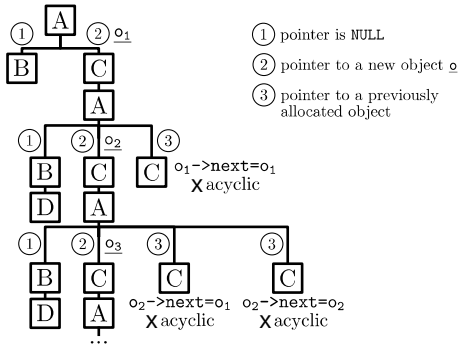 A
① ② o₁
B C
A
① ② o₂ ③
B C C
D A
o₁->next=o₁
X acyclic
① ② o₃ ③ ③
B C C C
D A
o₂->next=o₁ o₂->next=o₂
X acyclic X acyclic
...
① pointer is NULL
② pointer to a new object o
③ pointer to a previously
allocated object